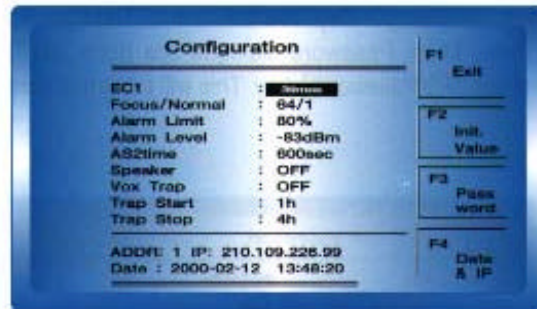 Configuration
EC1 :
Focus/Normal : 64/1
Alarm Limit : 80%
Alarm Level : -83dBm
AS2time : 600sec
Speaker : OFF
Vox Trap : OFF
Trap Start : 1h
Trap Stop : 4h
ADDR: 1 IP: 210.109.226.99
Date : 2000-02-12 13:48:20
F1
Exit
F2
Init.
Value
F3
Pass
word
F4
Date
& IP